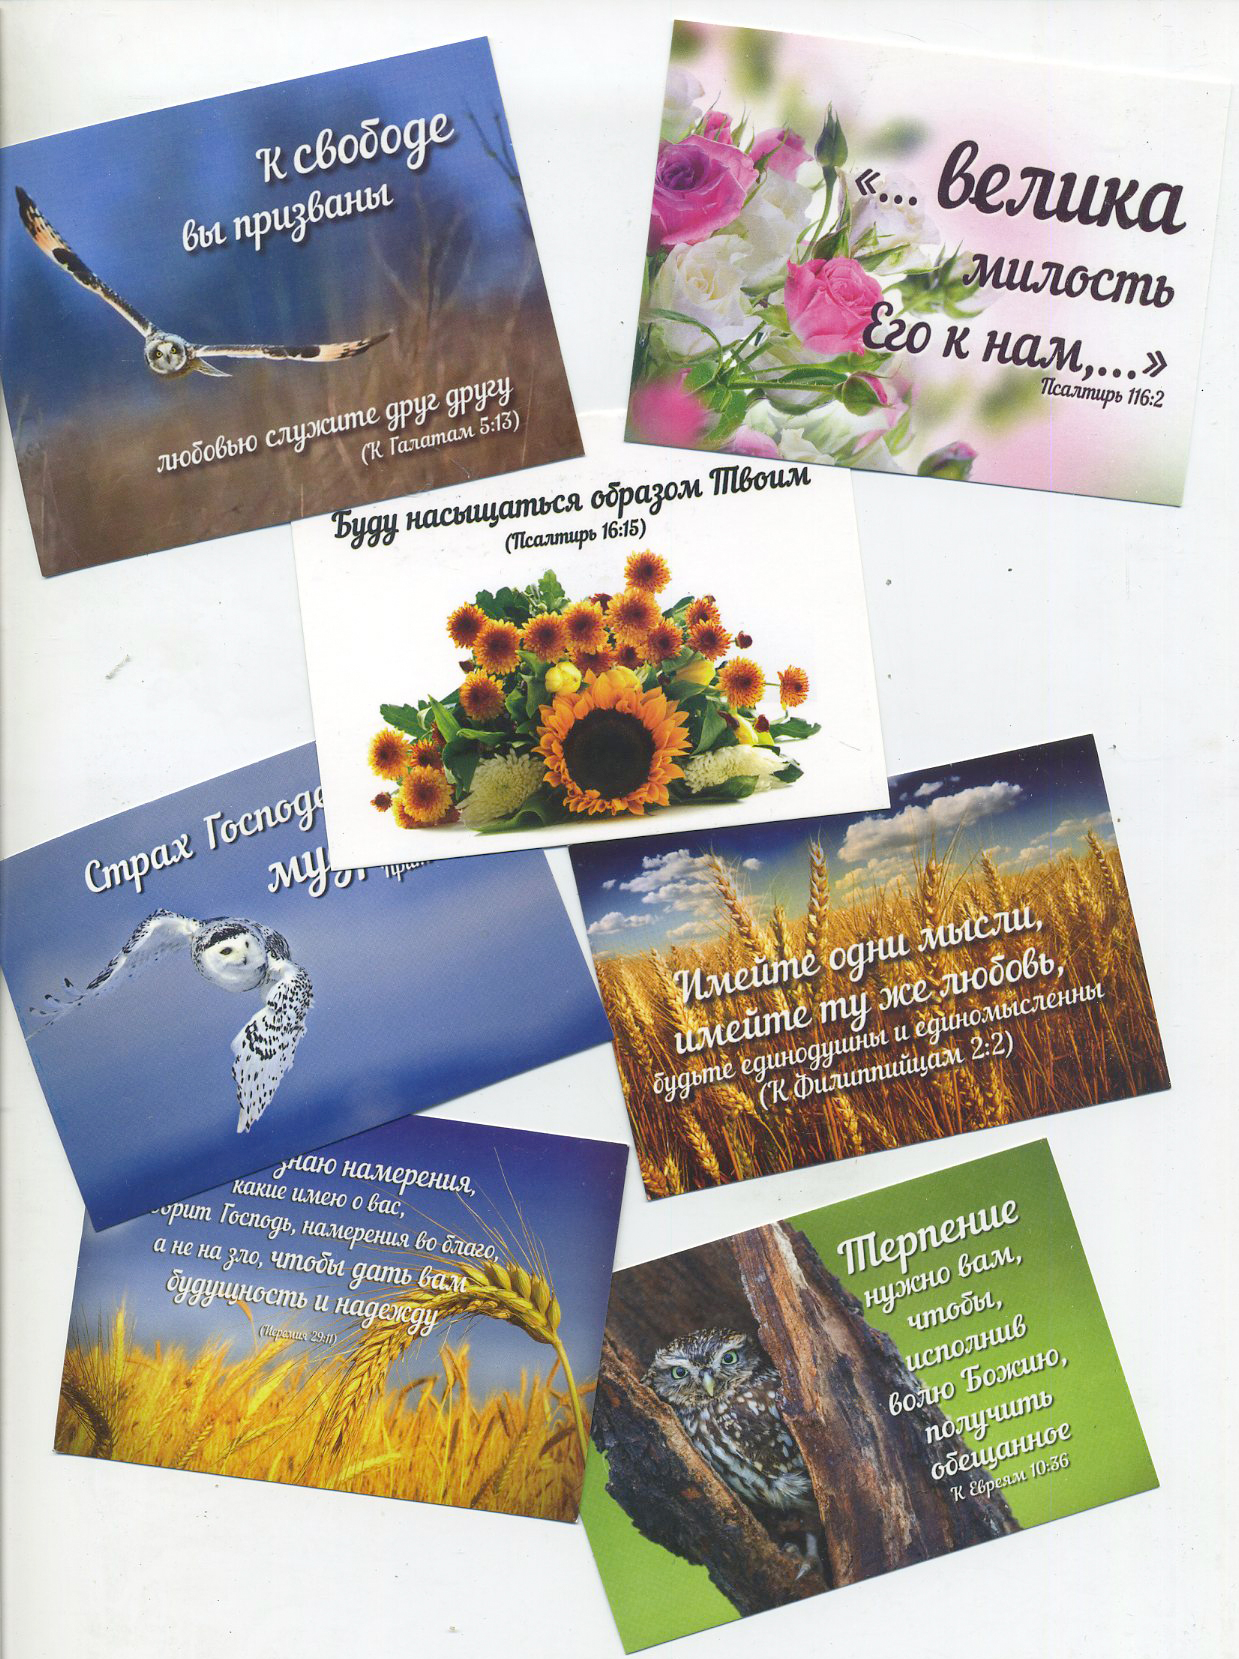 К свободе
вы призваны
любовью служите друг другу
(К Галатам 5:13)
«... велика
милость
Его к нам,...»
Псалтирь 116:2
Буду насыщаться образом Твоим
(Псалтирь 16:15)
Страх
Имейте одни мысли,
имейте ту же любовь,
будьте единодушны и единомысленны
(К Филиппийцам 2:2)
знаю намерения,
какие имею о вас,
Господь, намерения во благо,
а не на зло, чтобы дать вам
будущность и надежду
(Иеремия 29:11)
Терпение
нужно вам,
чтобы,
исполнив
волю Божию,
получить
обещанное
К Евреям 10:36